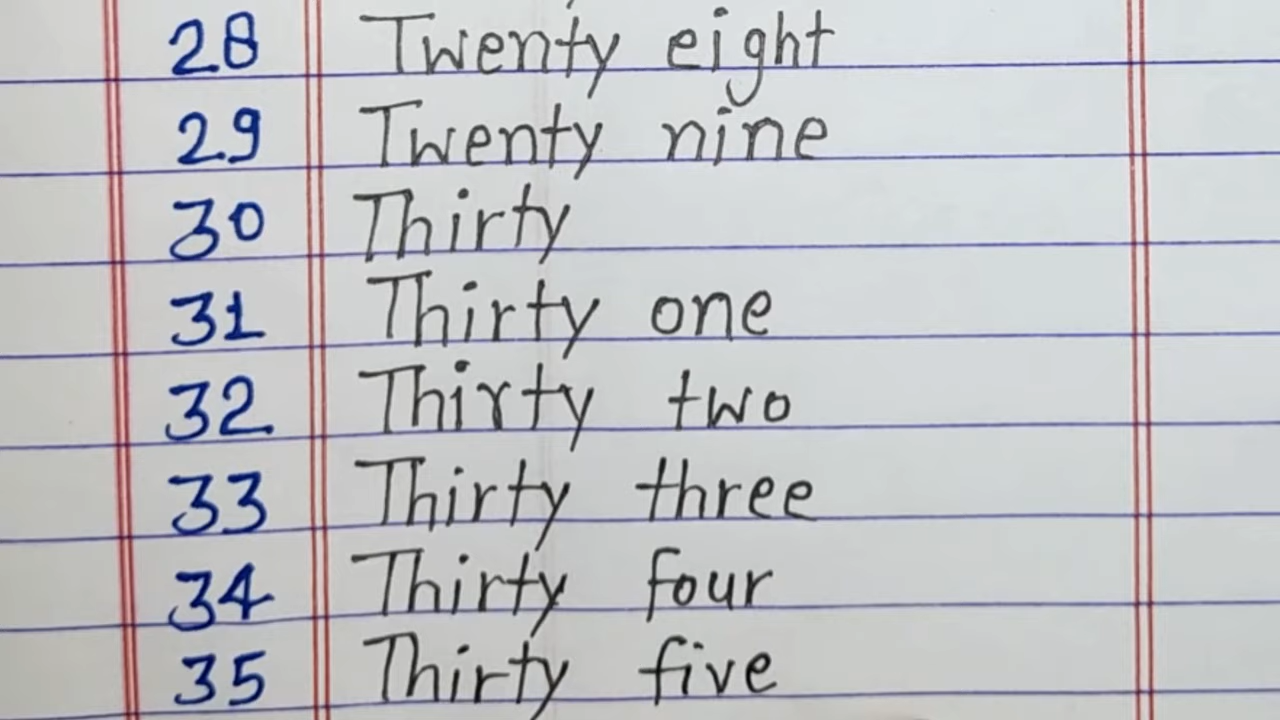 28 Twenty eight
29 Twenty nine
30 Thirty
31 Thirty one
32 Thirty two
33 Thirty three
34 Thirty four
35 Thirty five